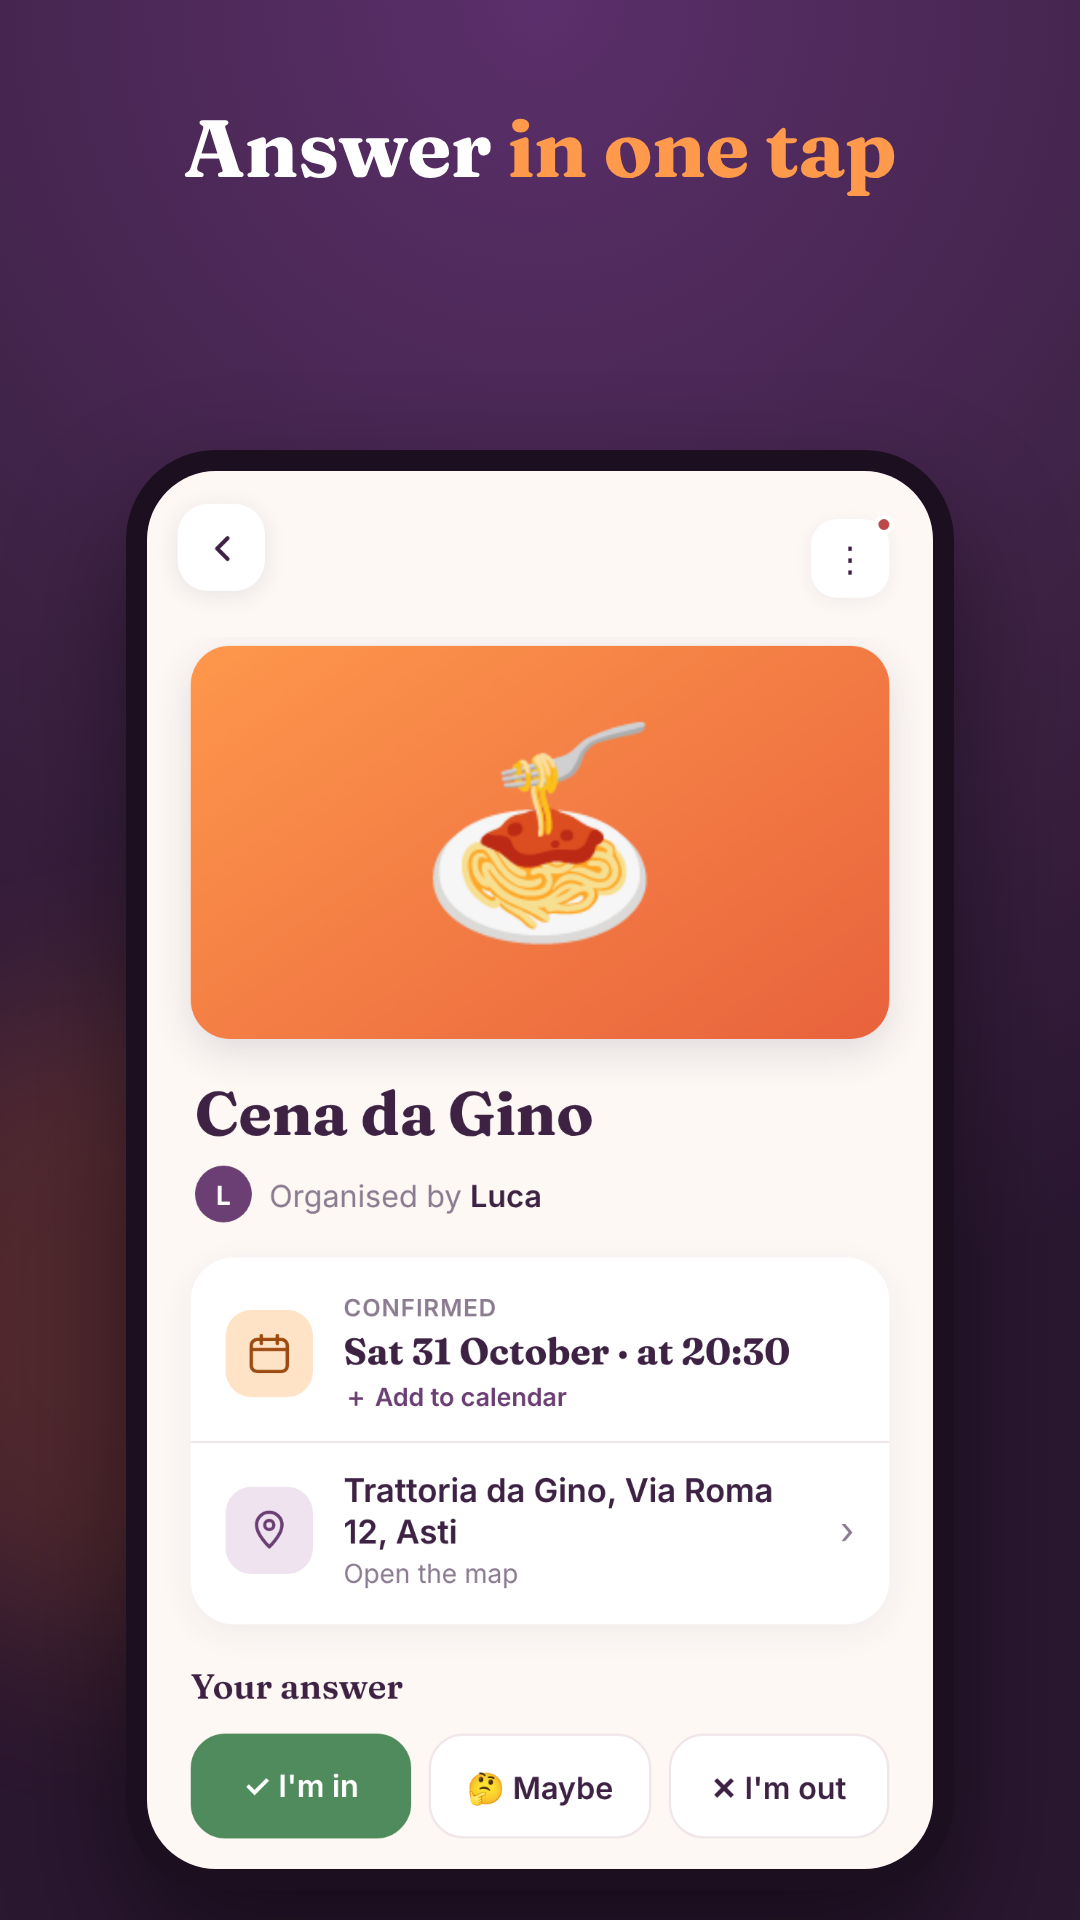 Answer in one tap
Cena da Gino
L Organised by Luca
CONFIRMED
Sat 31 October · at 20:30
+ Add to calendar
Trattoria da Gino, Via Roma
12, Asti
Open the map
Your answer
✓ I'm in
🤔 Maybe
✕ I'm out